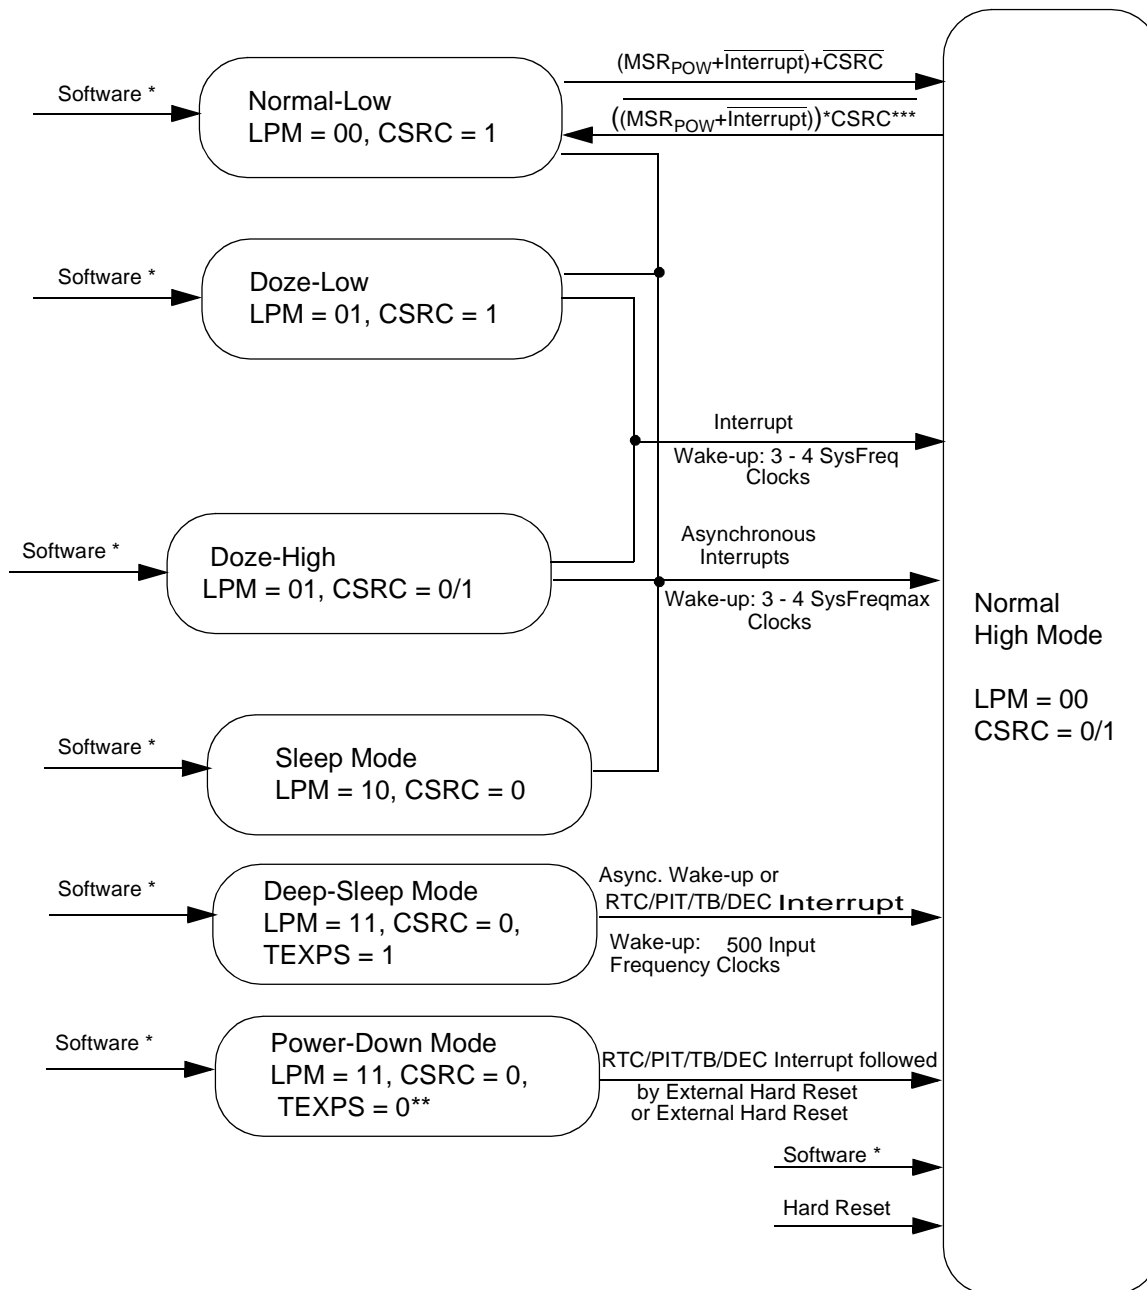 (MSRPOW+Interrupt)+CSRC
Software *
Normal-Low
LPM = 00, CSRC = 1
((MSRPOW+Interrupt))*CSRC***
Software *
Doze-Low
LPM = 01, CSRC = 1
Interrupt
Wake-up: 3 - 4 SysFreq
Clocks
Software *
Doze-High
LPM = 01, CSRC = 0/1
Asynchronous
Interrupts
Wake-up: 3 - 4 SysFreqmax
Clocks
Normal
High Mode
LPM = 00
CSRC = 0/1
Software *
Sleep Mode
LPM = 10, CSRC = 0
Software *
Deep-Sleep Mode
LPM = 11, CSRC = 0,
TEXPS = 1
Async. Wake-up or
RTC/PIT/TB/DEC Interrupt
Wake-up: 500 Input
Frequency Clocks
Software *
Power-Down Mode
LPM = 11, CSRC = 0,
TEXPS = 0**
RTC/PIT/TB/DEC Interrupt followed
by External Hard Reset
or External Hard Reset
Software *
Hard Reset